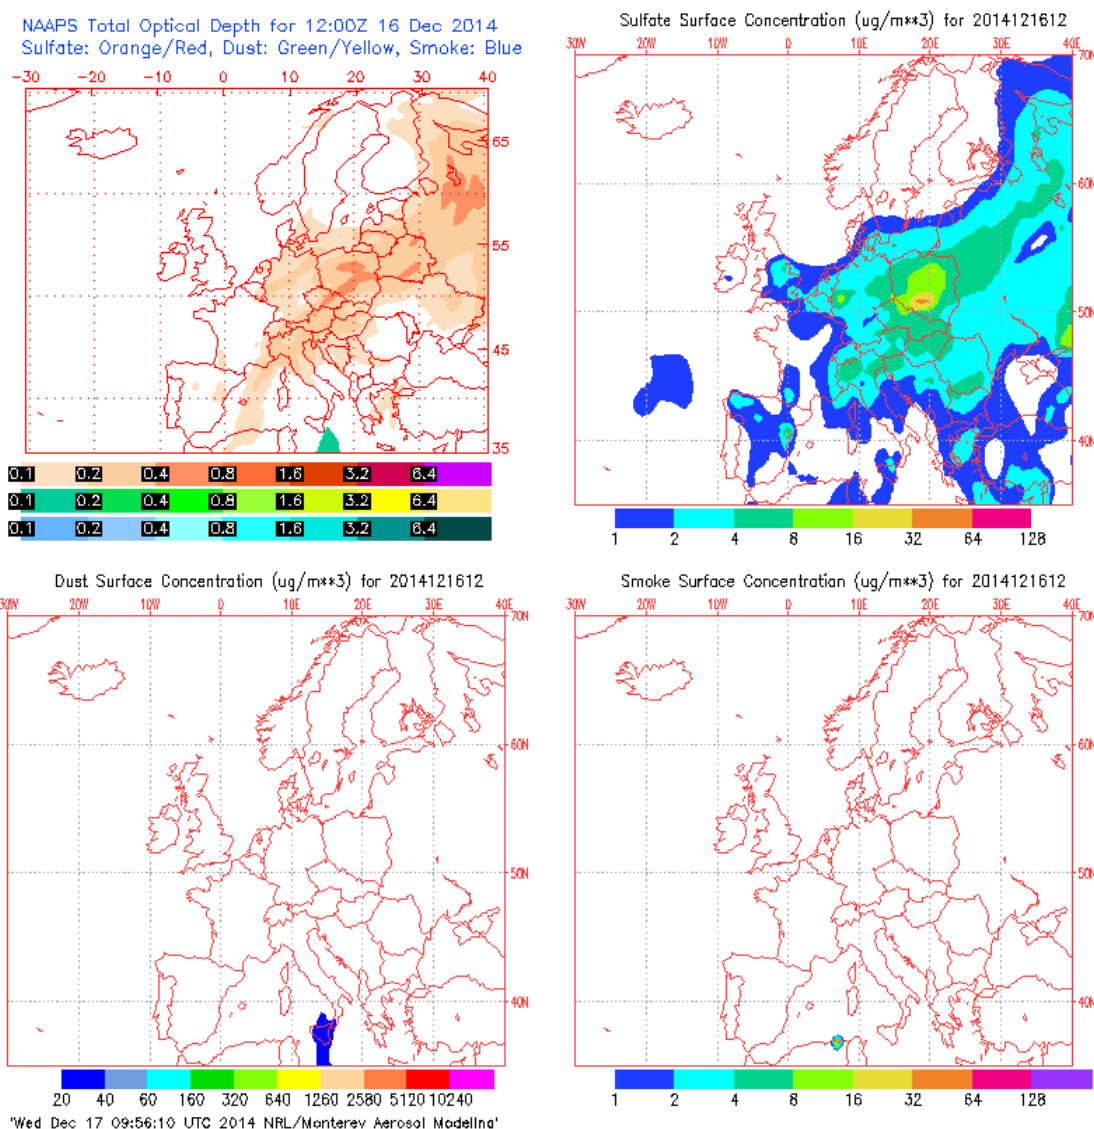 NAAPS Total Optical Depth for 12:00Z 16 Dec 2014
Sulfate: Orange/Red, Dust: Green/Yellow, Smoke: Blue
-30 -20 -10 0 10 20 30 40
65
55
45
35
0.1 0.2 0.4 0.8 1.6 3.2 6.4
0.1 0.2 0.4 0.8 1.6 3.2 6.4
0.1 0.2 0.4 0.8 1.6 3.2 6.4
Sulfate Surface Concentration (ug/m**3) for 2014121612
30W 20W 10W 0 10E 20E 30E 40E
70N
60N
50N
40N
1 2 4 8 16 32 64 128
Dust Surface Concentration (ug/m**3) for 2014121612
30W 20W 10W 0 10E 20E 30E 40E
70N
60N
50N
40N
20 40 60 160 320 640 1260 2580 5120 10240
'Wed Dec 17 09:56:10 UTC 2014 NRL/Monterey Aerosol Modeling'
Smoke Surface Concentration (ug/m**3) for 2014121612
30W 20W 10W 0 10E 20E 30E 40E
70N
60N
50N
40N
1 2 4 8 16 32 64 128